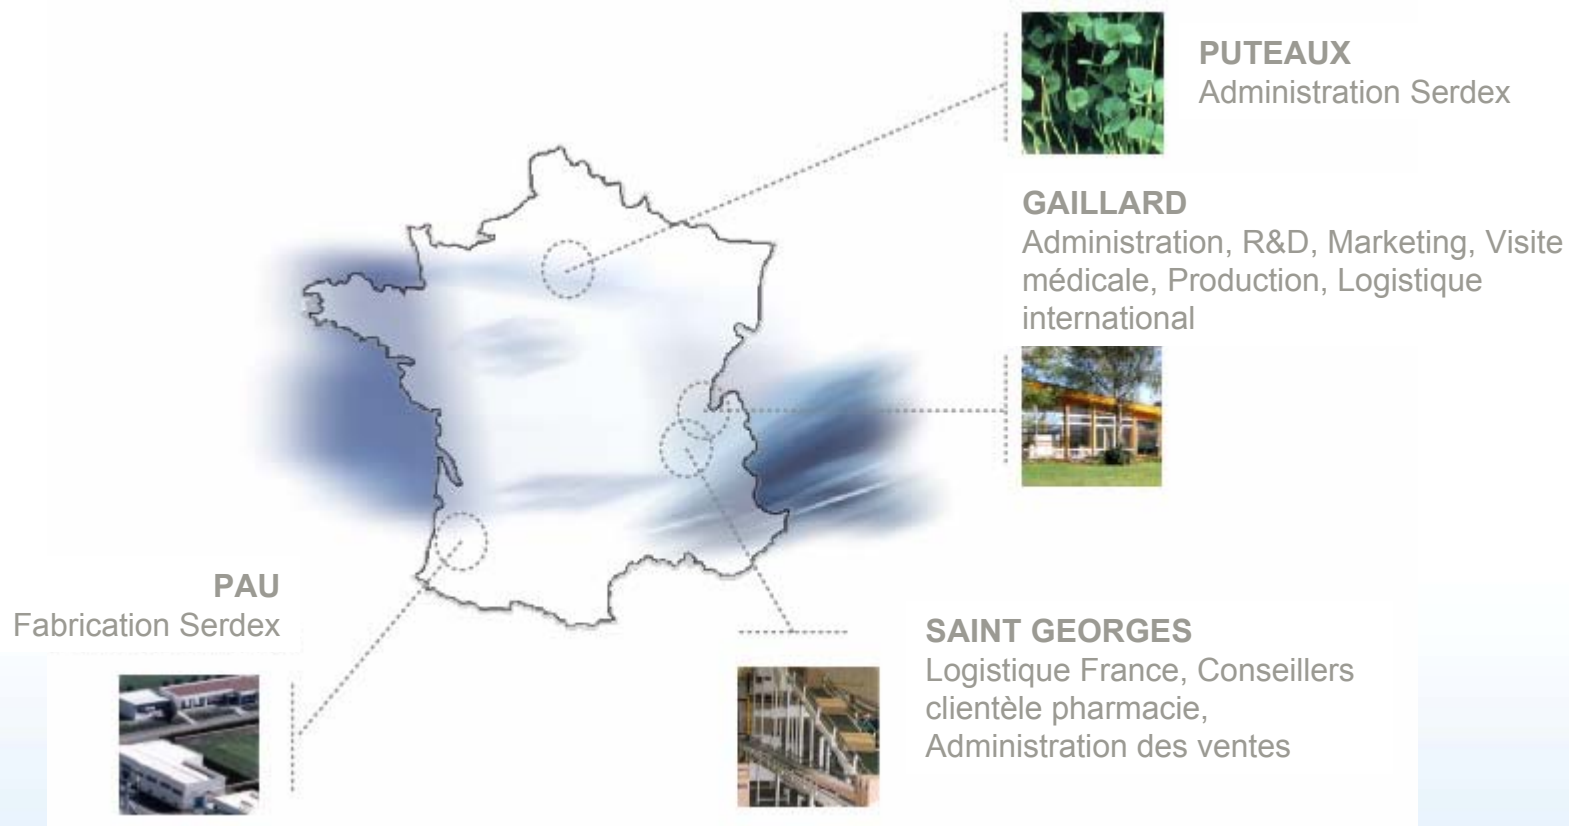 PUTEAUX
Administration Serdex
GAILLARD
Administration, R&D, Marketing, Visite
médicale, Production, Logistique
international
PAU
Fabrication Serdex
SAINT GEORGES
Logistique France, Conseillers
clientèle pharmacie,
Administration des ventes